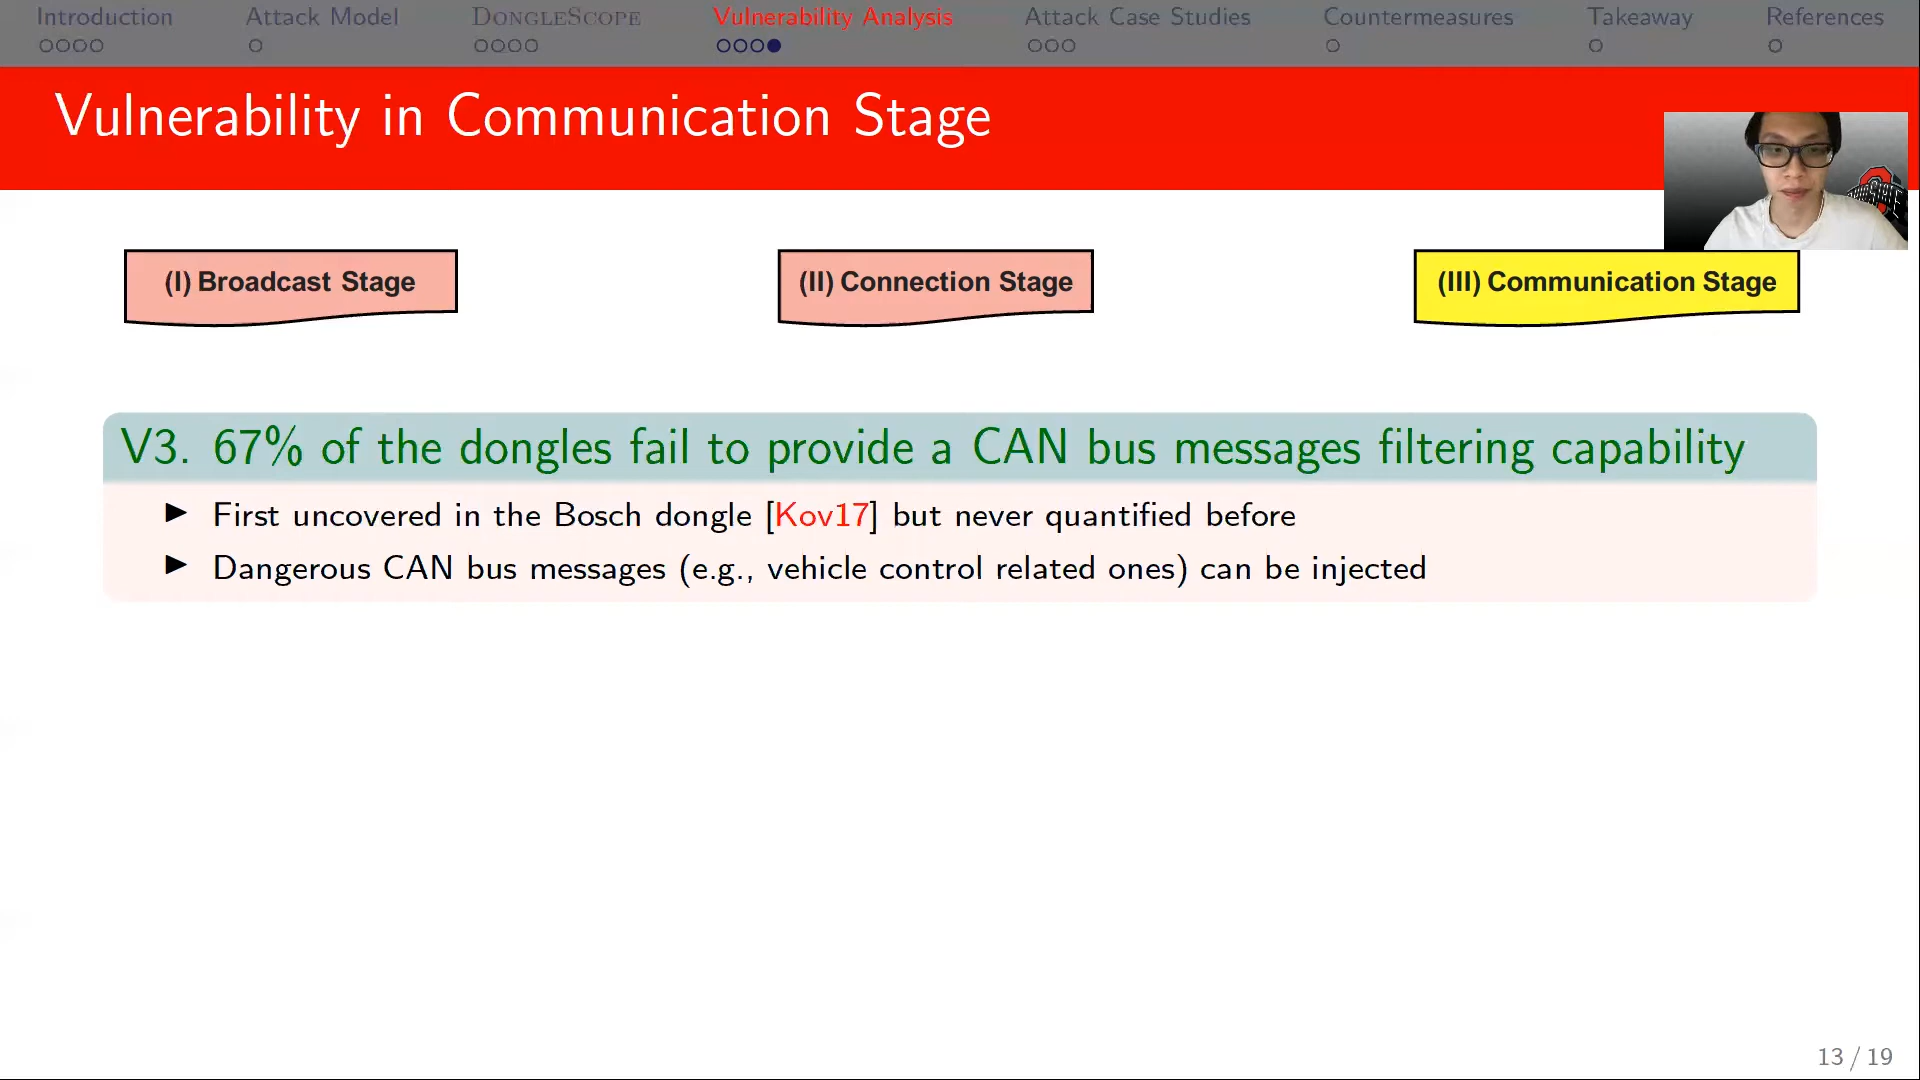 Introduction Attack Model DONGLESCOPE Vulnerability Analysis Attack Case Studies Countermeasures Takeaway References
Vulnerability in Communication Stage
(I) Broadcast Stage
(II) Connection Stage
(III) Communication Stage
V3. 67% of the dongles fail to provide a CAN bus messages filtering capability
▶ First uncovered in the Bosch dongle [Kov17] but never quantified before
▶ Dangerous CAN bus messages (e.g., vehicle control related ones) can be injected
13 / 19